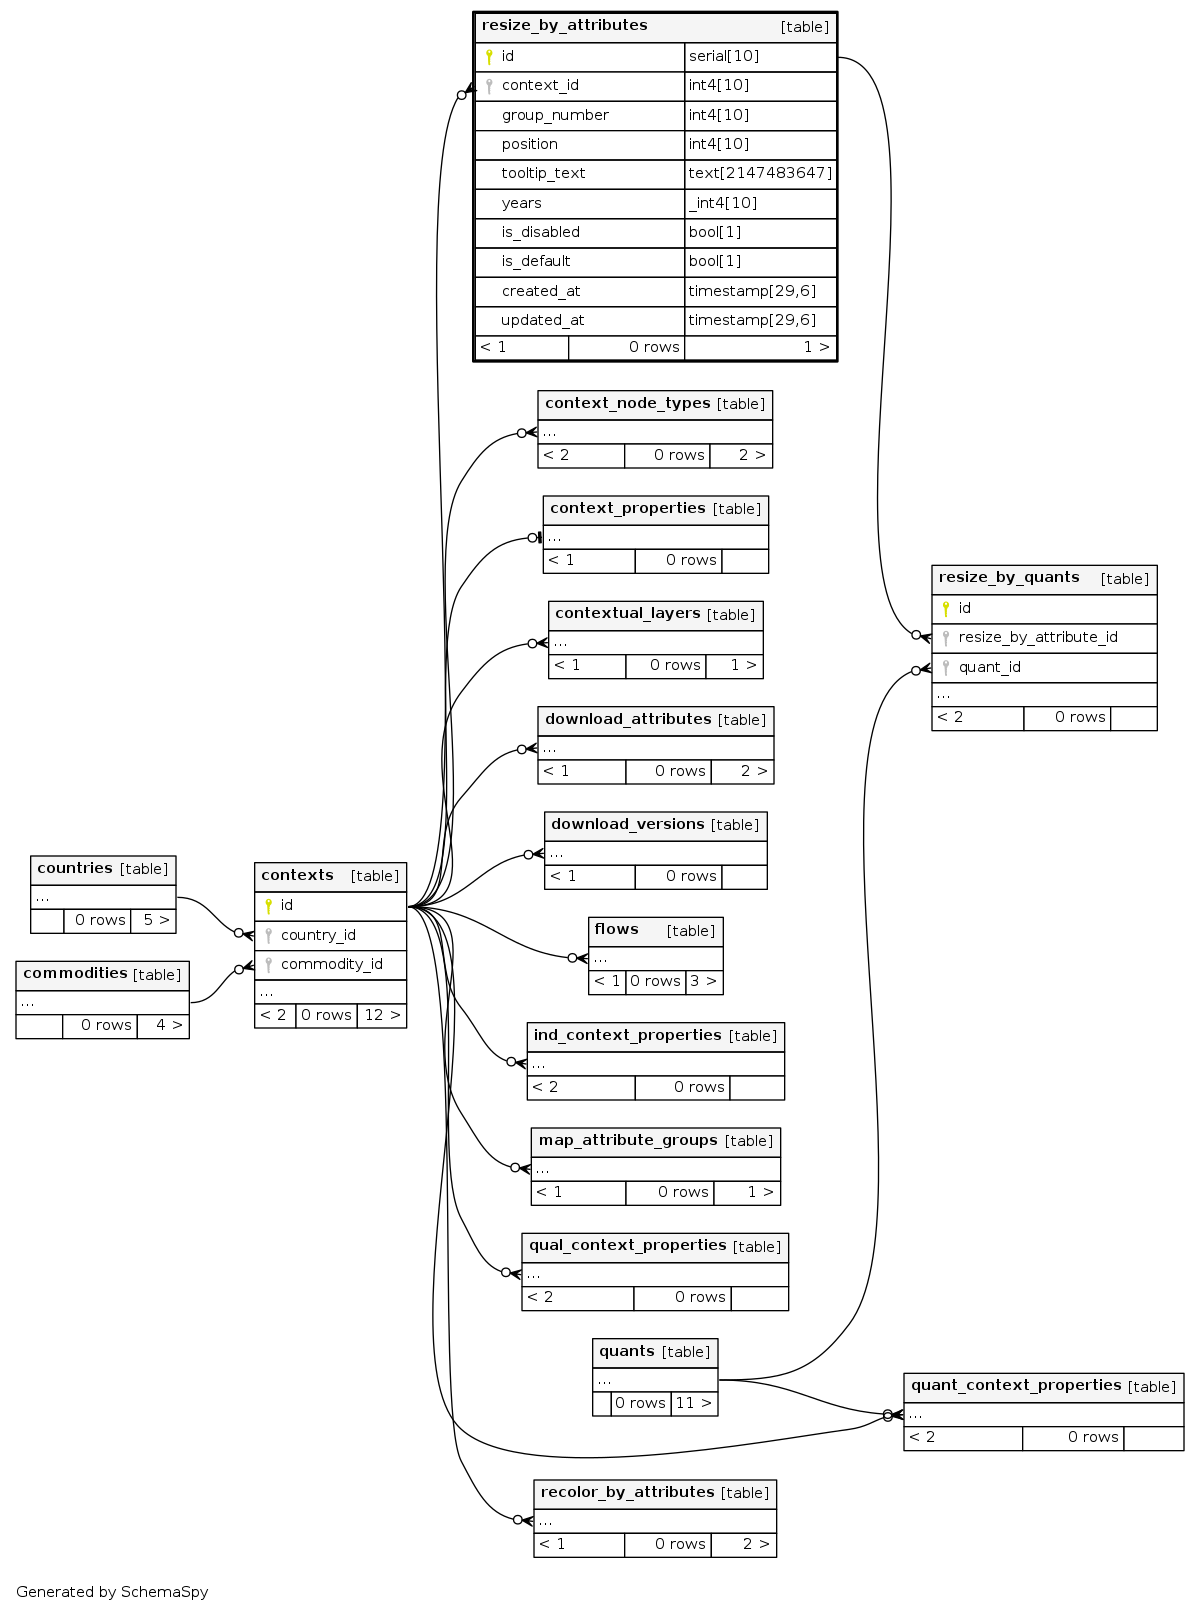 resize_by_attributes [table]
id serial[10]
context_id int4[10]
group_number int4[10]
position int4[10]
tooltip_text text[2147483647]
years _int4[10]
is_disabled bool[1]
is_default bool[1]
created_at timestamp[29,6]
updated_at timestamp[29,6]
< 1 0 rows 1 >
context_node_types [table]
...
< 2 0 rows 2 >
context_properties [table]
...
< 1 0 rows
contextual_layers [table]
...
< 1 0 rows 1 >
resize_by_quants [table]
id
resize_by_attribute_id
quant_id
...
< 2 0 rows
download_attributes [table]
...
< 1 0 rows 2 >
download_versions [table]
...
< 1 0 rows
countries [table]
...
0 rows 5 >
contexts [table]
id
country_id
commodity_id
...
< 2 0 rows 12 >
commodities [table]
...
0 rows 4 >
flows [table]
...
< 1 0 rows 3 >
ind_context_properties [table]
...
< 2 0 rows
map_attribute_groups [table]
...
< 1 0 rows 1 >
qual_context_properties [table]
...
< 2 0 rows
quants [table]
...
0 rows 11 >
quant_context_properties [table]
...
< 2 0 rows
recolor_by_attributes [table]
...
< 1 0 rows 2 >
Generated by SchemaSpy